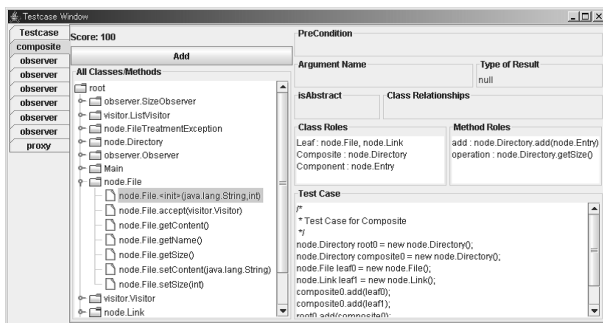 Testcase Window
Testcase
composite
observer
observer
observer
observer
observer
observer
proxy
Score: 100
Add
All Classes/Methods
root
observer.SizeObserver
visitor.ListVisitor
node.FileTreatmentException
node.Directory
observer.Observer
Main
node.File
node.File.<init>(java.lang.String,int)
node.File.accept(visitor.Visitor)
node.File.getContent()
node.File.getName()
node.File.getSize()
node.File.setContent(java.lang.String)
node.File.setSize(int)
visitor.Visitor
node.Link
PreCondition
Argument Name
Type of Result
null
isAbstract
Class Relationships
Class Roles
Leaf : node.File, node.Link
Composite : node.Directory
Component : node.Entry
Method Roles
add : node.Directory.add(node.Entry)
operation : node.Directory.getSize()
Test Case
/*
* Test Case for Composite
*/
node.Directory root0 = new node.Directory();
node.Directory composite0 = new node.Directory();
node.File leaf0 = new node.File();
node.Link leaf1 = new node.Link();
composite0.add(leaf0);
composite0.add(leaf1);
root0.add(composite0);